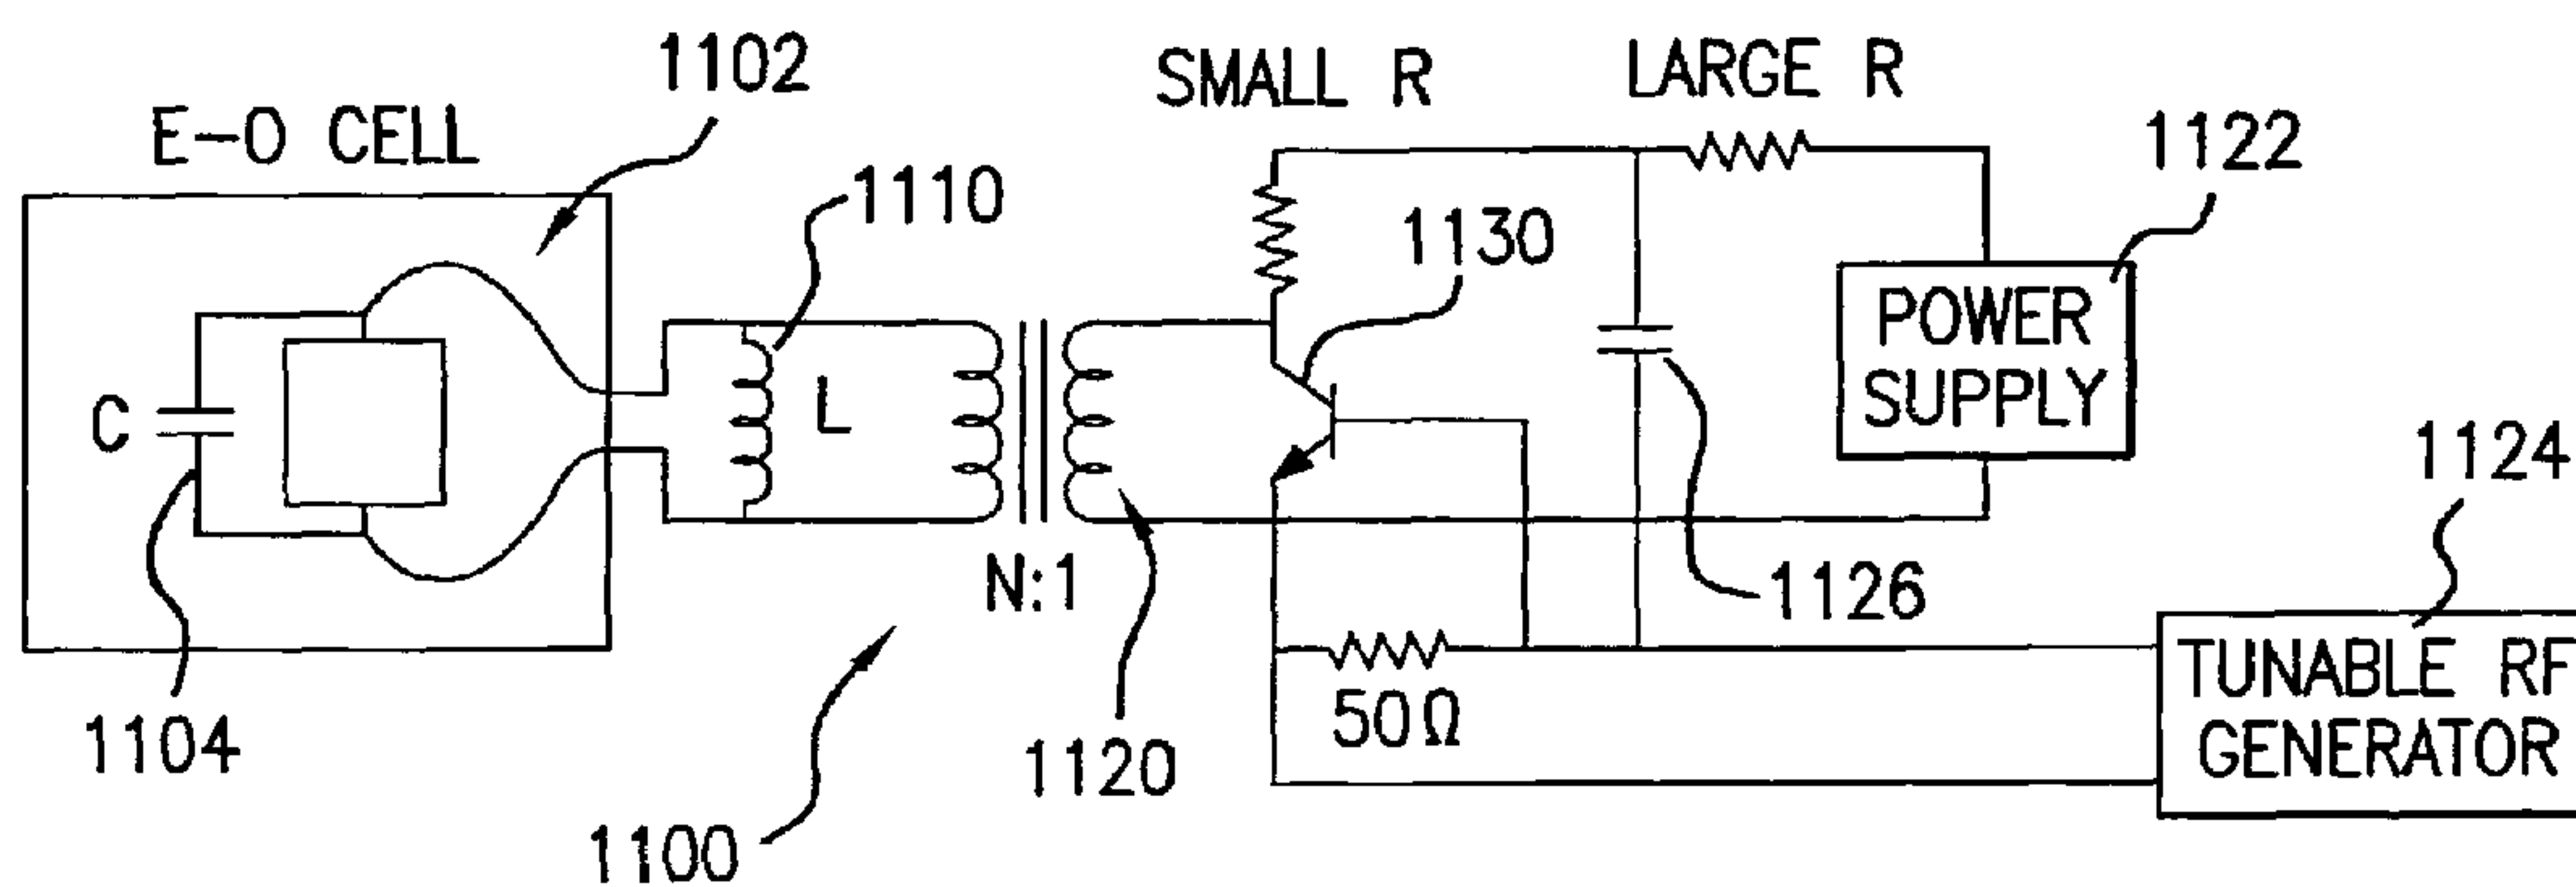 1102
SMALL R
LARGE R
E-O CELL
1122
1110
1130
POWER
SUPPLY
C
L
1124
N:1
1126
TUNABLE RF
GENERATOR
50Ω
1104
1120
1100